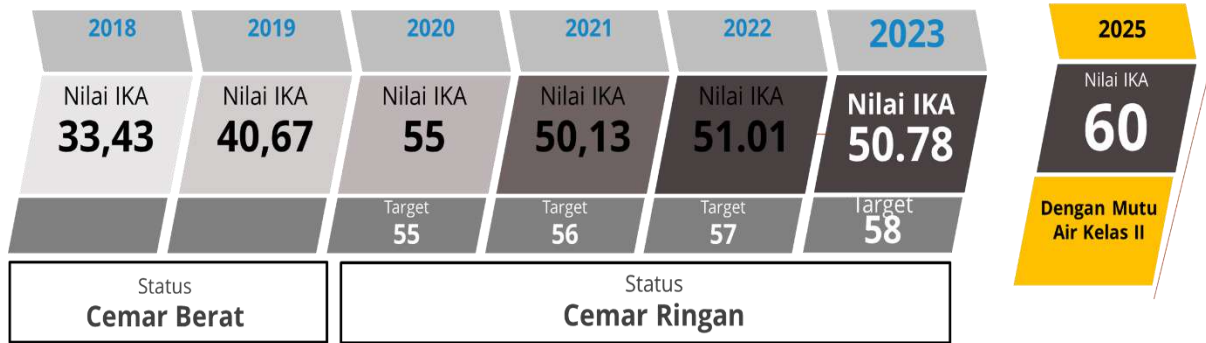 2018
2019
2020
2021
2022
2023
2025
Nilai IKA
33,43
Nilai IKA
40,67
Nilai IKA
55
Nilai IKA
50,13
Nilai IKA
51.01
Nilai IKA
50.78
Nilai IKA
60
Target
55
Target
56
Target
57
Target
58
Dengan Mutu
Air Kelas II
Status
Cemar Berat
Status
Cemar Ringan